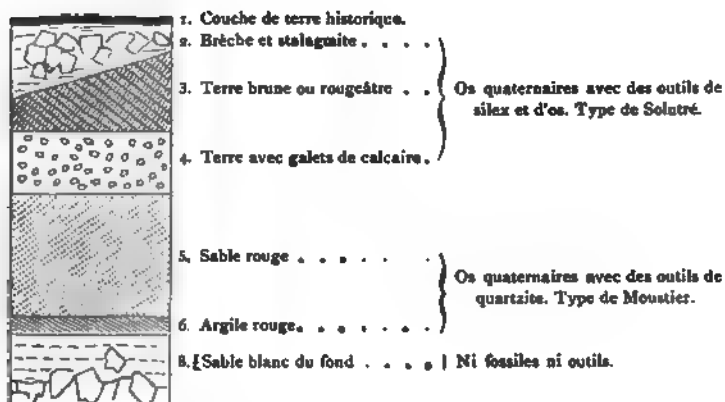 1. Couche de terre historique.
2. Brèche et stalagmite . . . .
3. Terre brune ou rougeâtre . .
Os quaternaires avec des outils de
silex et d'os. Type de Solutré.
4. Terre avec galets de calcaire.
5. Sable rouge . . . . .
Os quaternaires avec des outils de
quartzite. Type de Moustier.
6. Argile rouge. . . . . . .
8. {Sable blanc du fond . . . . } Ni fossiles ni outils.